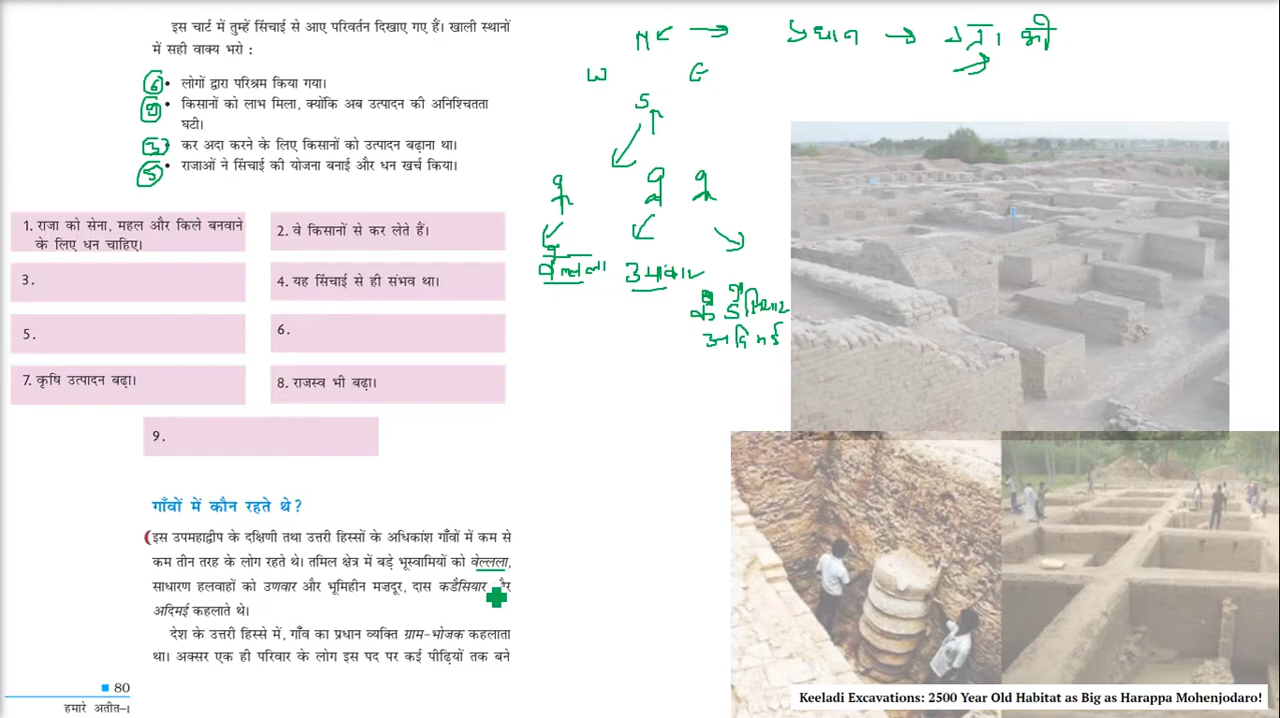 इस चार्ट में तुम्हें सिंचाई से आए परिवर्तन दिखाए गए हैं। खाली स्थानों
में सही वाक्य भरो :
• लोगों द्वारा परिश्रम किया गया।
• किसानों को लाभ मिला, क्योंकि अब उत्पादन की अनिश्चितता
घटी।
• कर अदा करने के लिए किसानों को उत्पादन बढ़ाना था।
• राजाओं ने सिंचाई की योजना बनाई और धन खर्च किया।
1. राजा को सेना, महल और किले बनवाने
के लिए धन चाहिए।
2. वे किसानों से कर लेते हैं।
3.
4. यह सिंचाई से ही संभव था।
5.
6.
7. कृषि उत्पादन बढ़ा।
8. राजस्व भी बढ़ा।
9.
गाँवों में कौन रहते थे?
इस उपमहाद्वीप के दक्षिणी तथा उत्तरी हिस्सों के अधिकांश गाँवों में कम से
कम तीन तरह के लोग रहते थे। तमिल क्षेत्र में बड़े भूस्वामियों को वेल्लला,
साधारण हलवाहों को उणवार और भूमिहीन मजदूर, दास कडैसियार
अदिमई कहलाते थे।
देश के उत्तरी हिस्से में, गाँव का प्रधान व्यक्ति ग्राम-भोजक कहलाता
था। अक्सर एक ही परिवार के लोग इस पद पर कई पीढ़ियों तक बने
■ 80
हमारे अतीत-I
N
प्रधान
W
E
S
वेल्लला
उणवार
कडैसियार
अदिमई
Keeladi Excavations: 2500 Year Old Habitat as Big as Harappa Mohenjodaro!